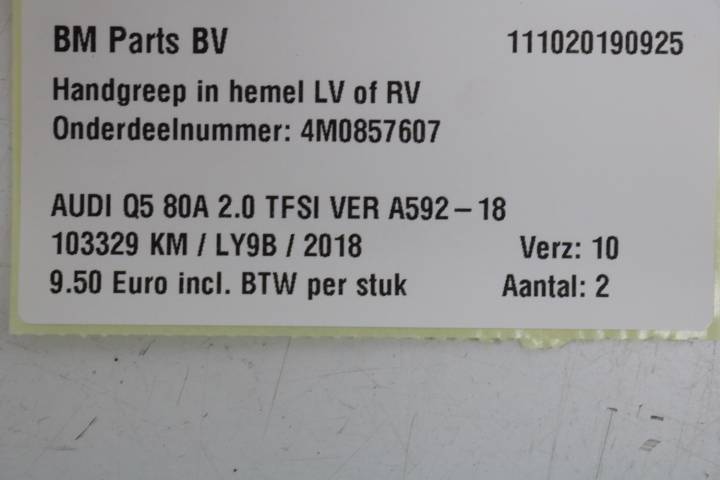 BM Parts BV 111020190925
Handgreep in hemel LV of RV
Onderdeelnummer: 4M0857607
AUDI Q5 80A 2.0 TFSI VER A592-18
103329 KM / LY9B / 2018 Verz: 10
9.50 Euro incl. BTW per stuk Aantal: 2